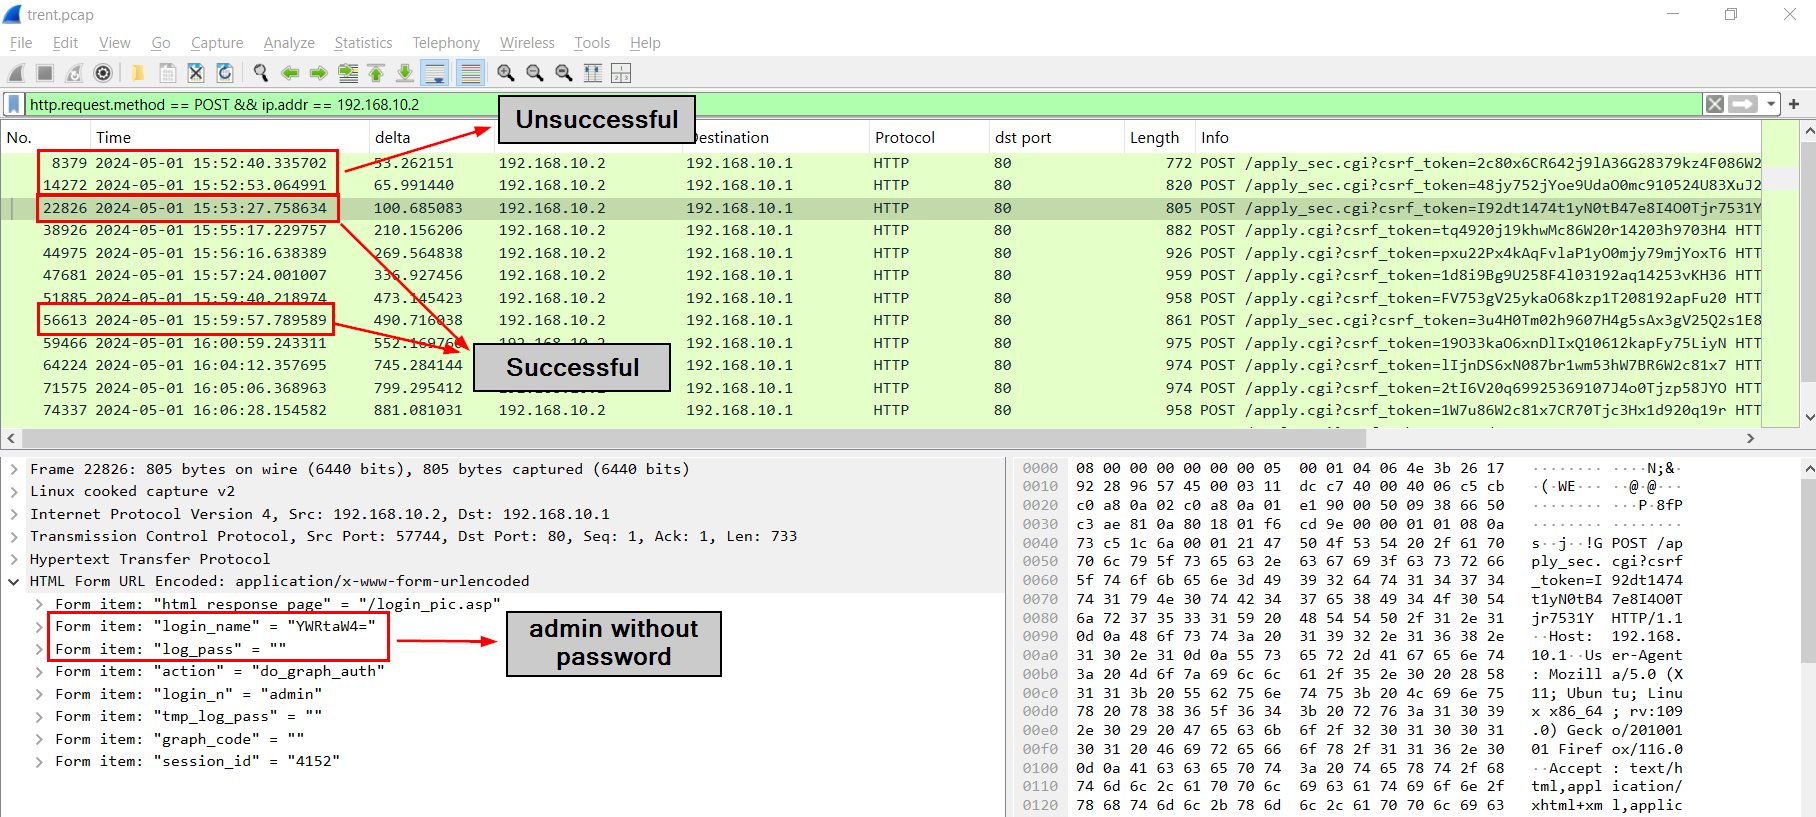 trent.pcap
File Edit View Go Capture Analyze Statistics Telephony Wireless Tools Help
http.request.method == POST && ip.addr == 192.168.10.2
Unsuccessful
No. Time delta Destination Protocol dst port Length Info
8379 2024-05-01 15:52:40.335702 53.262151 192.168.10.2 192.168.10.1 HTTP 80 772 POST /apply_sec.cgi?csrf_token=2c80x6CR642j9lA36G28379kz4F086W2
14272 2024-05-01 15:52:53.064991 65.991440 192.168.10.2 192.168.10.1 HTTP 80 820 POST /apply_sec.cgi?csrf_token=48jy752jYoe9UdaO0mc910524U83XuJ2
22826 2024-05-01 15:53:27.758634 100.685083 192.168.10.2 192.168.10.1 HTTP 80 805 POST /apply_sec.cgi?csrf_token=I92dt1474t1yN0tB47e8I4O0Tjr7531Y
38926 2024-05-01 15:55:17.229757 210.156206 192.168.10.2 192.168.10.1 HTTP 80 882 POST /apply.cgi?csrf_token=tq4920j19khwMc86W20r14203h9703H4 HTT
44975 2024-05-01 15:56:16.638389 269.564838 192.168.10.2 192.168.10.1 HTTP 80 926 POST /apply.cgi?csrf_token=pxu22Px4kAqFvlaP1yO0mjy79mjYoxT6 HTT
47681 2024-05-01 15:57:24.001007 336.927456 192.168.10.2 192.168.10.1 HTTP 80 959 POST /apply.cgi?csrf_token=1d8i9Bg9U258F4l03192aq14253vKH36 HTT
51885 2024-05-01 15:59:40.218974 473.145423 192.168.10.2 192.168.10.1 HTTP 80 958 POST /apply.cgi?csrf_token=FV753gV25ykaO68kzp1T208192apFu20 HTT
56613 2024-05-01 15:59:57.789589 490.716038 192.168.10.2 192.168.10.1 HTTP 80 861 POST /apply_sec.cgi?csrf_token=3u4H0Tm02h9607H4g5sAx3gV25Q2s1E8
59466 2024-05-01 16:00:59.243311 192.168.10.1 HTTP 80 975 POST /apply.cgi?csrf_token=19O33kaO6xnDlIxQ10612kapFy75LiyN HTT
64224 2024-05-01 16:04:12.357695 745.284144 192.168.10.1 HTTP 80 974 POST /apply.cgi?csrf_token=lIjnDS6xN087br1wm53hW7BR6W2c81x7 HTT
71575 2024-05-01 16:05:06.368963 799.295412 192.168.10.1 HTTP 80 974 POST /apply.cgi?csrf_token=2tI6V20q69925369107J4o0Tjzp58JYO HTT
74337 2024-05-01 16:06:28.154582 881.081031 192.168.10.2 192.168.10.1 HTTP 80 958 POST /apply.cgi?csrf_token=1W7u86W2c81x7CR70Tjc3Hx1d920q19r HTT
Successful
Frame 22826: 805 bytes on wire (6440 bits), 805 bytes captured (6440 bits)
Linux cooked capture v2
Internet Protocol Version 4, Src: 192.168.10.2, Dst: 192.168.10.1
Transmission Control Protocol, Src Port: 57744, Dst Port: 80, Seq: 1, Ack: 1, Len: 733
Hypertext Transfer Protocol
HTML Form URL Encoded: application/x-www-form-urlencoded
Form item: "html_response_page" = "/login_pic.asp"
Form item: "login_name" = "YWRtaW4="
Form item: "log_pass" = ""
Form item: "action" = "do_graph_auth"
Form item: "login_n" = "admin"
Form item: "tmp_log_pass" = ""
Form item: "graph_code" = ""
Form item: "session_id" = "4152"
admin without
password
0000 08 00 00 00 00 00 00 05 00 01 04 06 4e 3b 26 17 ········ ····N;&·
0010 92 28 96 57 45 00 03 11 dc c7 40 00 40 06 c5 cb ·(·WE··· ··@·@···
0020 c0 a8 0a 02 c0 a8 0a 01 e1 90 00 50 09 38 66 50 ········ ···P·8fP
0030 c3 ae 81 0a 80 18 01 f6 cd 9e 00 00 01 01 08 0a ········ ········
0040 73 c5 1c 6a 00 01 21 47 50 4f 53 54 20 2f 61 70 s··j··!G POST /ap
0050 70 6c 79 5f 73 65 63 2e 63 67 69 3f 63 73 72 66 ply_sec. cgi?csrf
0060 5f 74 6f 6b 65 6e 3d 49 39 32 64 74 31 34 37 34 _token=I 92dt1474
0070 74 31 79 4e 30 74 42 34 37 65 38 49 34 4f 30 54 t1yN0tB4 7e8I4O0T
0080 6a 72 37 35 33 31 59 20 48 54 54 50 2f 31 2e 31 jr7531Y HTTP/1.1
0090 0d 0a 48 6f 73 74 3a 20 31 39 32 2e 31 36 38 2e ··Host: 192.168.
00a0 31 30 2e 31 0d 0a 55 73 65 72 2d 41 67 65 6e 74 10.1··Us er-Agent
00b0 3a 20 4d 6f 7a 69 6c 6c 61 2f 35 2e 30 20 28 58 : Mozill a/5.0 (X
00c0 31 31 3b 20 55 62 75 6e 74 75 3b 20 4c 69 6e 75 11; Ubun tu; Linu
00d0 78 20 78 38 36 5f 36 34 3b 20 72 76 3a 31 30 39 x x86_64 ; rv:109
00e0 2e 30 29 20 47 65 63 6b 6f 2f 32 30 31 30 30 31 .0) Geck o/201001
00f0 30 31 20 46 69 72 65 66 6f 78 2f 31 31 36 2e 30 01 Firef ox/116.0
0100 0d 0a 41 63 63 65 70 74 3a 20 74 65 78 74 2f 68 ··Accept : text/h
0110 74 6d 6c 2c 61 70 70 6c 69 63 61 74 69 6f 6e 2f tml,appl ication/
0120 78 68 74 6d 6c 2b 78 6d 6c 2c 61 70 70 6c 69 63 xhtml+xm l,applic